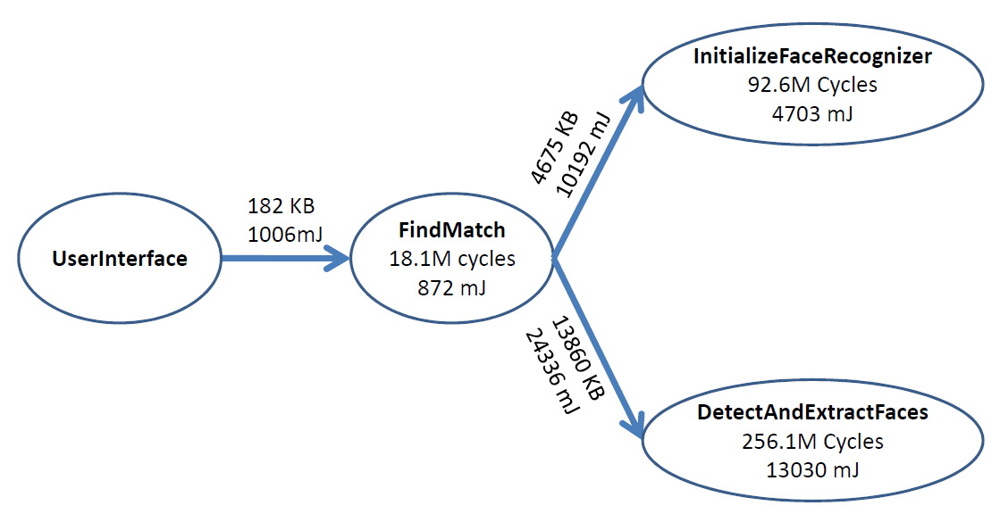 UserInterface
182 KB
1006mJ
FindMatch
18.1M cycles
872 mJ
4675 KB
10192 mJ
InitializeFaceRecognizer
92.6M Cycles
4703 mJ
13860 KB
24336 mJ
DetectAndExtractFaces
256.1M Cycles
13030 mJ